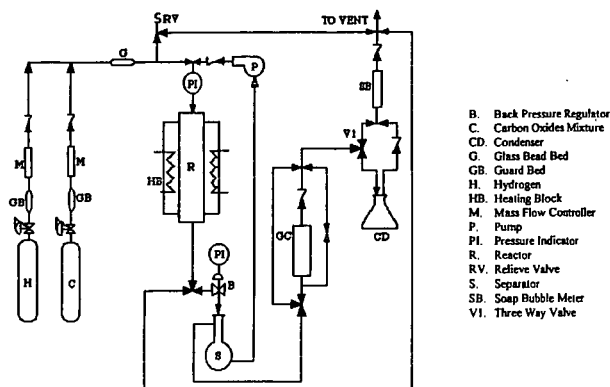 SRV
TO VENT
G
PI
P
SB
V1
M
M
HB
R
GB
GB
GC
CD
PI
B
H
C
S
B. Back Pressure Regulator
C. Carbon Oxides Mixture
CD. Condenser
G. Glass Bead Bed
GB. Guard Bed
H. Hydrogen
HB. Heating Block
M. Mass Flow Controller
P. Pump
PI. Pressure Indicator
R. Reactor
RV. Relieve Valve
S. Separator
SB. Soap Bubble Meter
V1. Three Way Valve